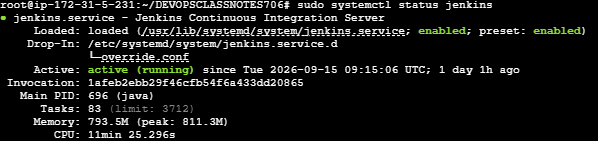 root@ip-172-31-5-231:~/DEVOPSCLASSNOTES706# sudo systemctl status jenkins
● jenkins.service - Jenkins Continuous Integration Server
Loaded: loaded (/usr/lib/systemd/system/jenkins.service; enabled; preset: enabled)
Drop-In: /etc/systemd/system/jenkins.service.d
└─override.conf
Active: active (running) since Tue 2026-09-15 09:15:06 UTC; 1 day 1h ago
Invocation: 1afeb2ebb29f46cfb54f6a433dd20865
Main PID: 696 (java)
Tasks: 83 (limit: 3712)
Memory: 793.5M (peak: 811.3M)
CPU: 11min 25.296s